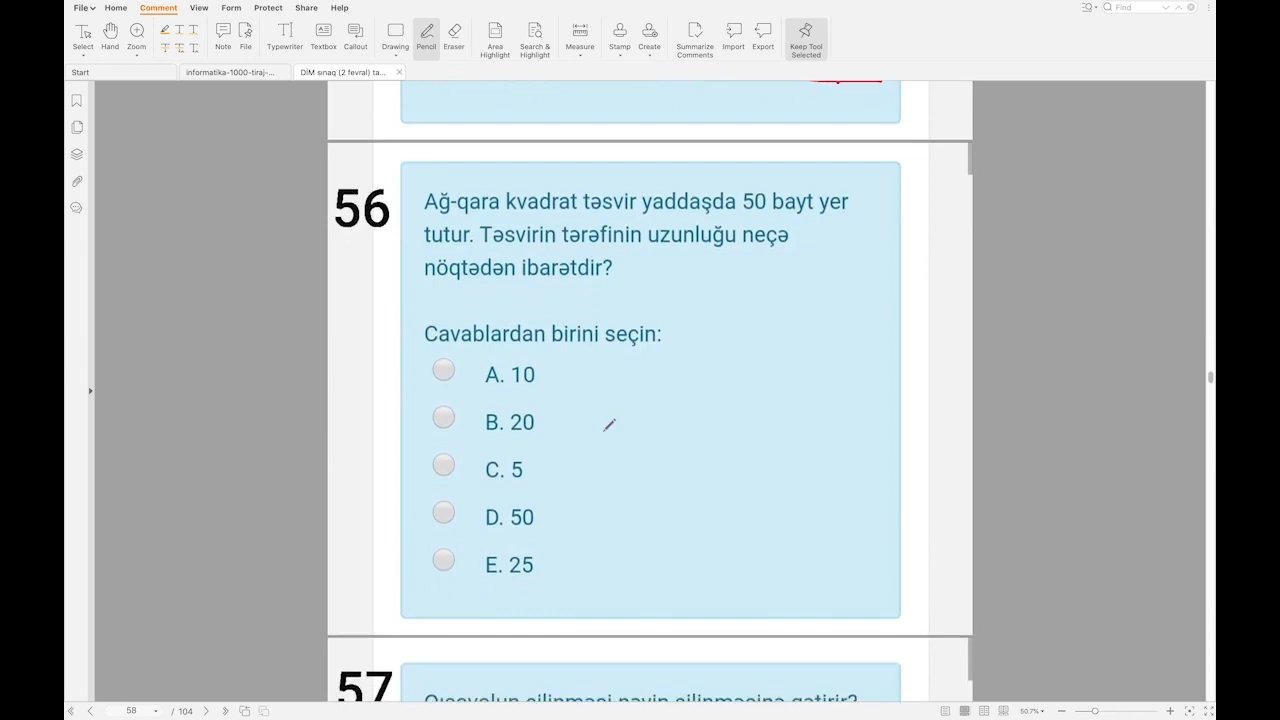 File Home Comment View Form Protect Share Help
Find
Select Hand Zoom Note File Typewriter Textbox Callout Drawing Pencil Eraser Area Highlight Search & Highlight Measure Stamp Create Summarize Comments Import Export Keep Tool Selected
Start informatika-1000-tiraj-... DİM sınaq (2 fevral) ta...
56
Ağ-qara kvadrat təsvir yaddaşda 50 bayt yer
tutur. Təsvirin tərəfinin uzunluğu neçə
nöqtədən ibarətdir?
Cavablardan birini seçin:
A. 10
B. 20
C. 5
D. 50
E. 25
57
58 / 104 50.7%